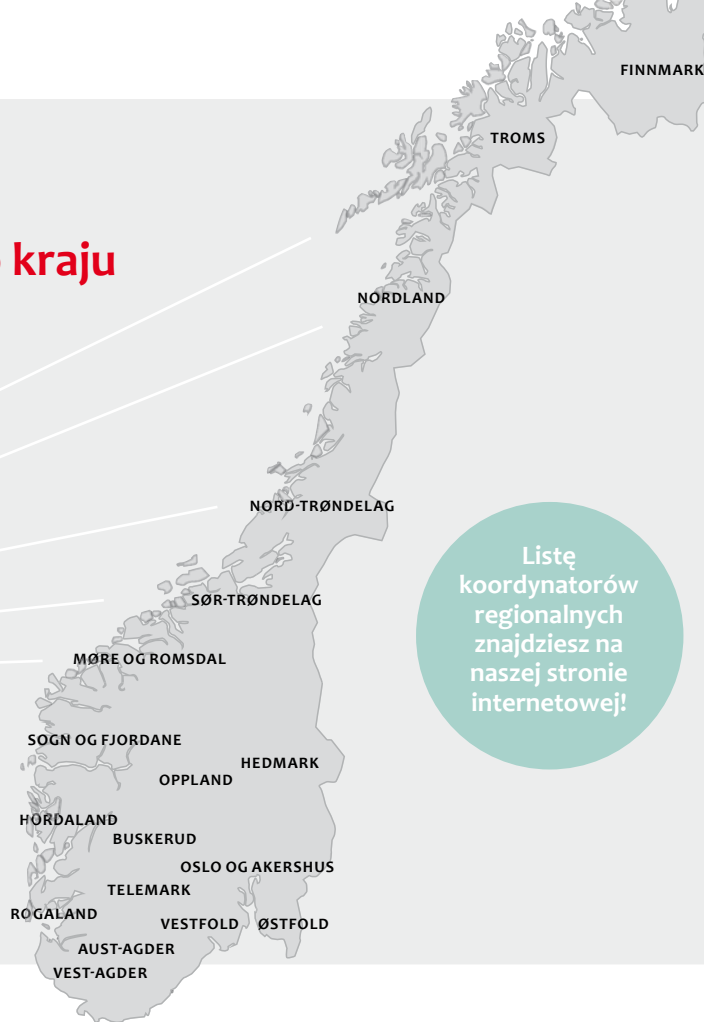 FINNMARK
TROMS
kraju
NORDLAND
NORD-TRØNDELAG
Listę
koordynatorów
regionalnych
znajdziesz na
naszej stronie
internetowej!
SØR-TRØNDELAG
MØRE OG ROMSDAL
SOGN OG FJORDANE
HEDMARK
OPPLAND
HORDALAND
BUSKERUD
OSLO OG AKERSHUS
TELEMARK
ROGALAND
VESTFOLD ØSTFOLD
AUST-AGDER
VEST-AGDER